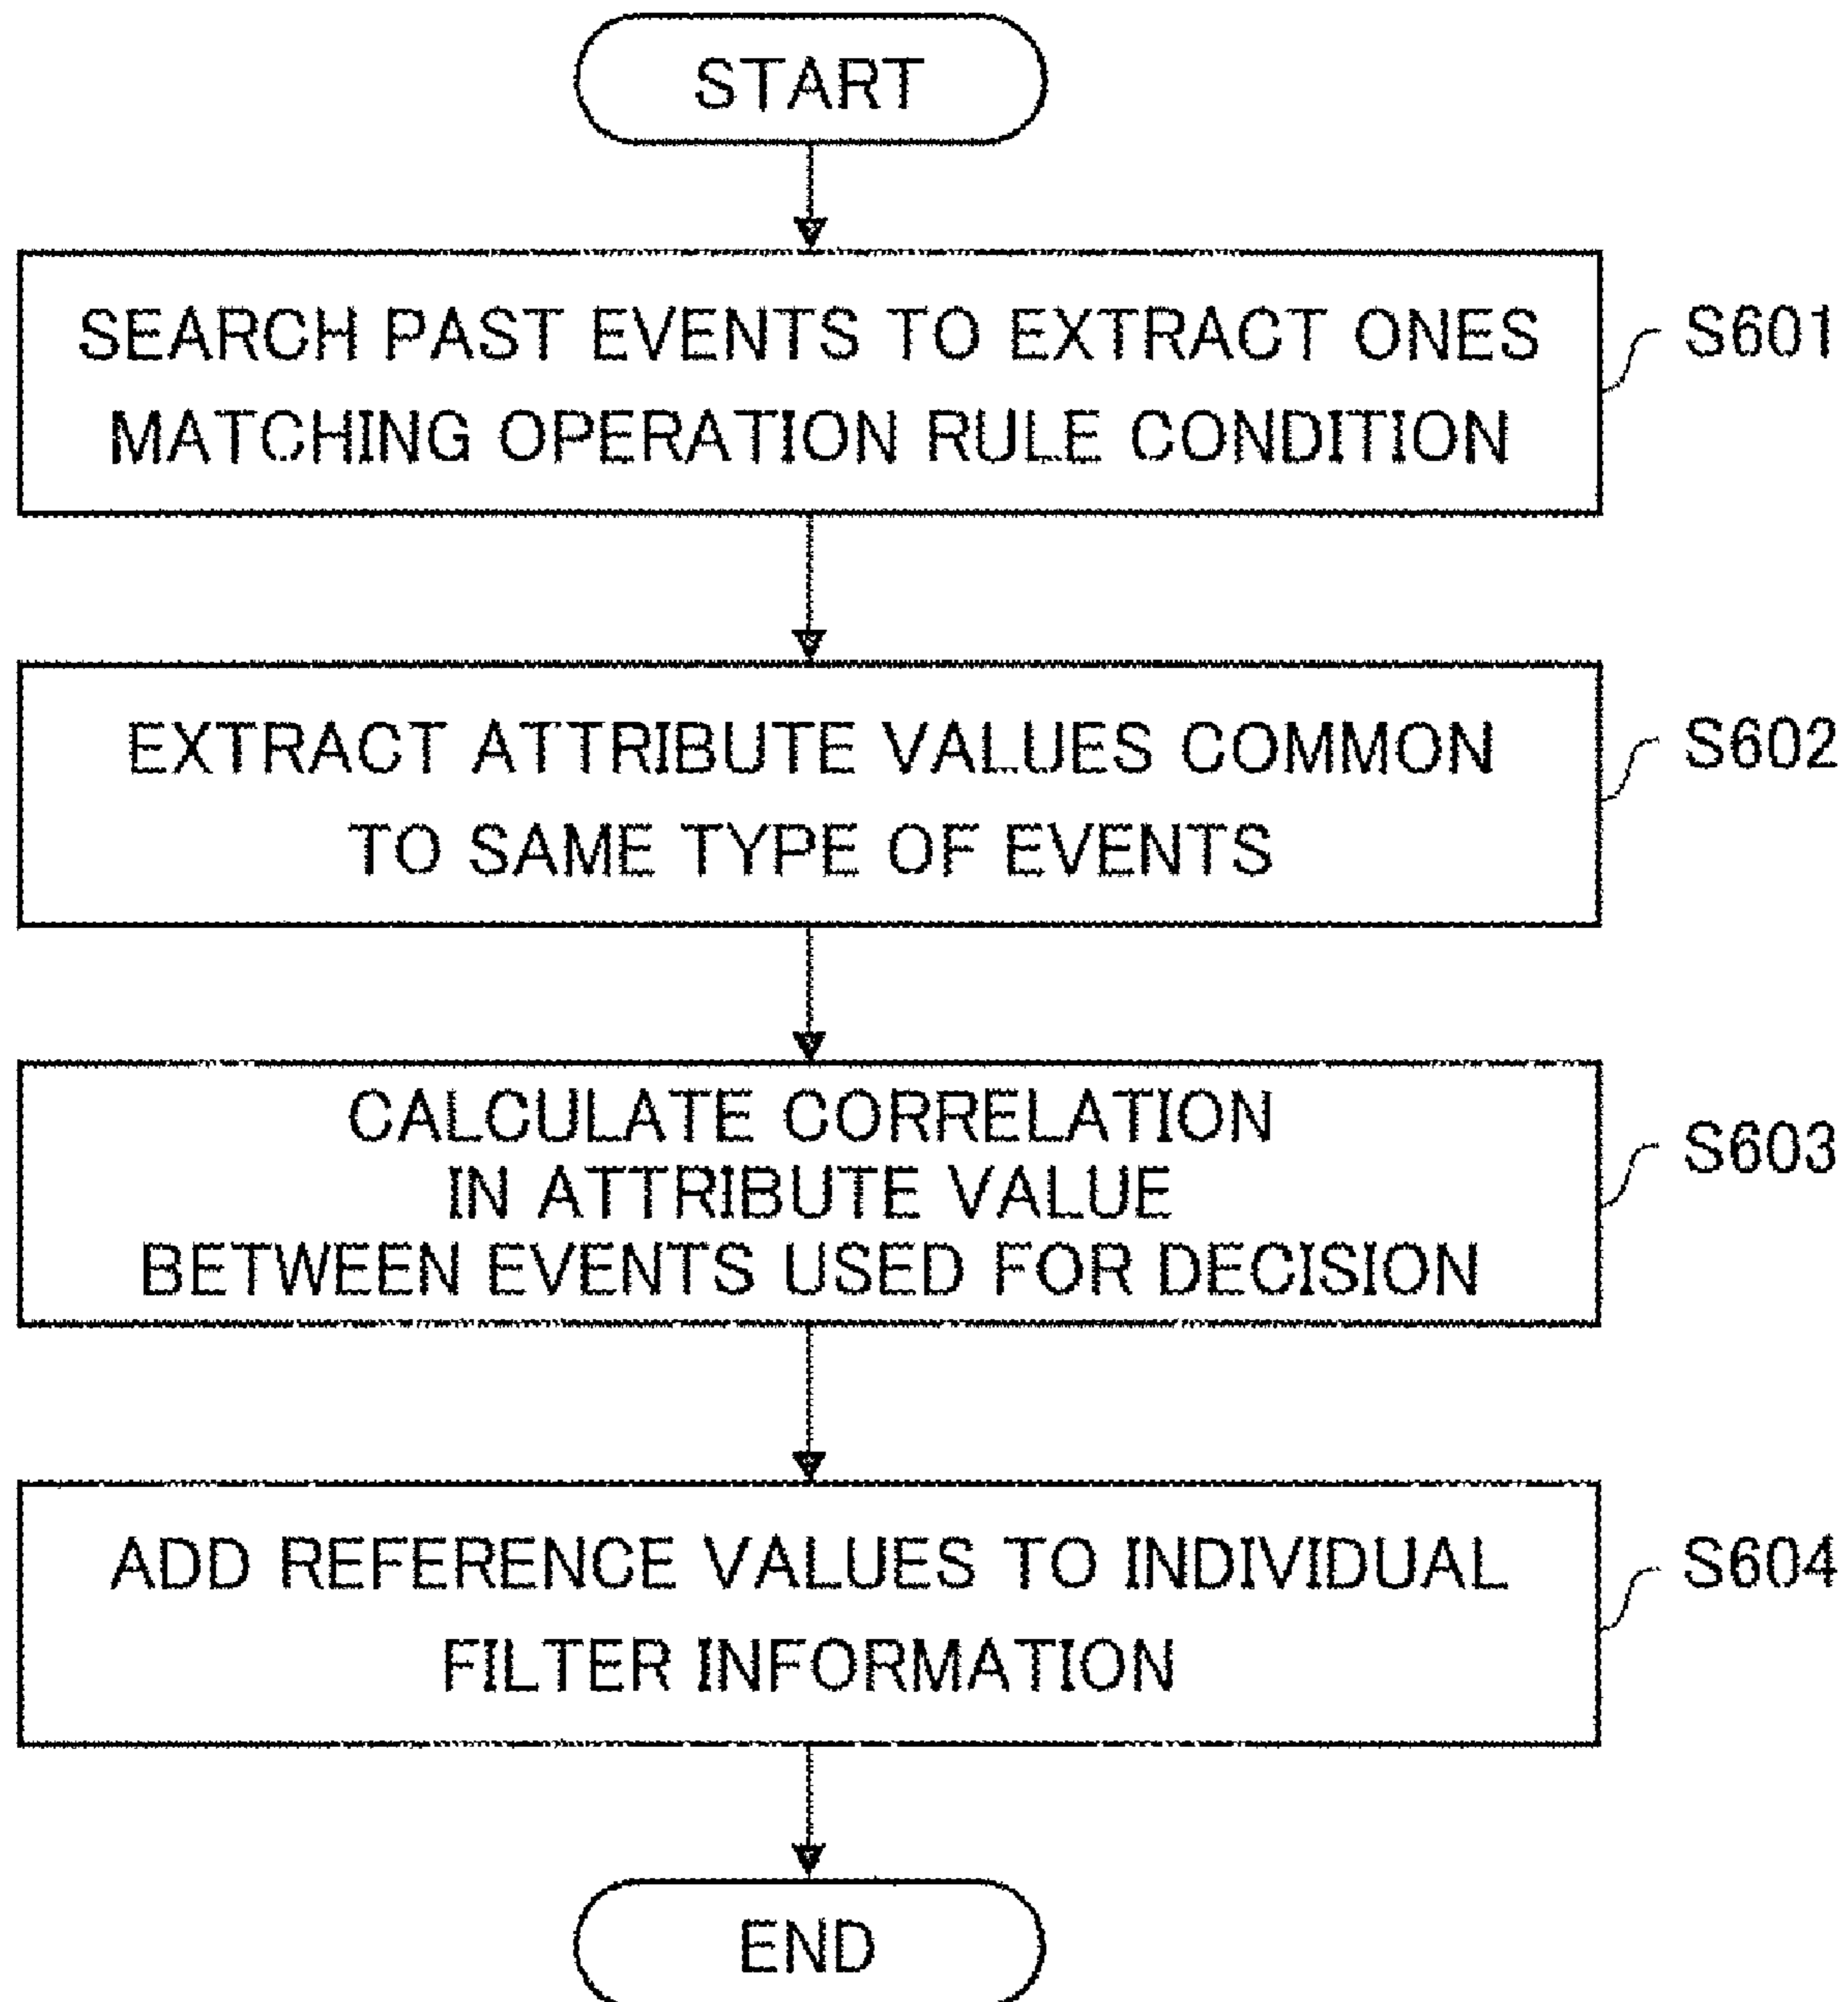 START
SEARCH PAST EVENTS TO EXTRACT ONES
MATCHING OPERATION RULE CONDITION
S601
EXTRACT ATTRIBUTE VALUES COMMON
TO SAME TYPE OF EVENTS
S602
CALCULATE CORRELATION
IN ATTRIBUTE VALUE
BETWEEN EVENTS USED FOR DECISION
S603
ADD REFERENCE VALUES TO INDIVIDUAL
FILTER INFORMATION
S604
END